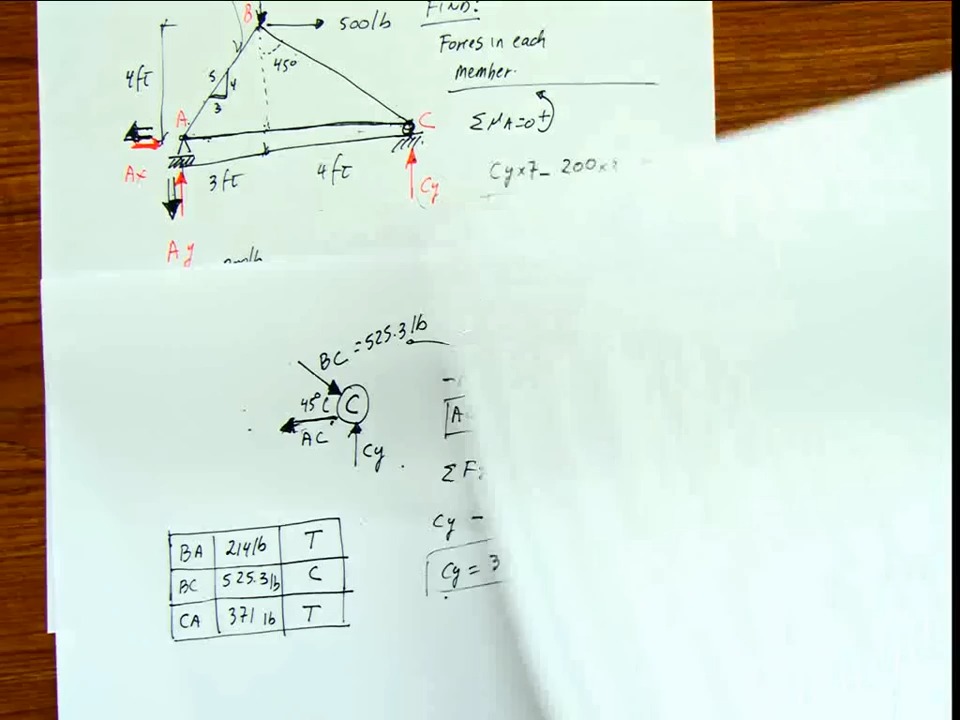 FIND:
B
500lb
Forces in each
member.
45°
4ft
5
4
3
ΣMA=0+
A
C
Ax
Cy×7- 200×
3ft
4ft
Cy
Ay
BC = 525.3lb
45°
C
AC
Cy
A
ΣF
Cy -
Cy = 3
BA 214lb T
BC 525.3lb C
CA 371 lb T